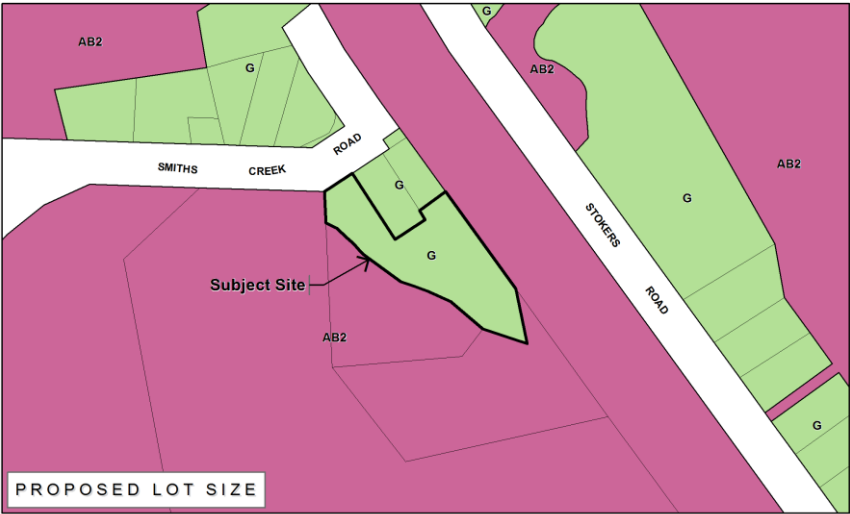 G
AB2
G
AB2
ROAD
AB2
SMITHS CREEK
G
G
STOKERS
G
Subject Site
ROAD
AB2
G
PROPOSED LOT SIZE